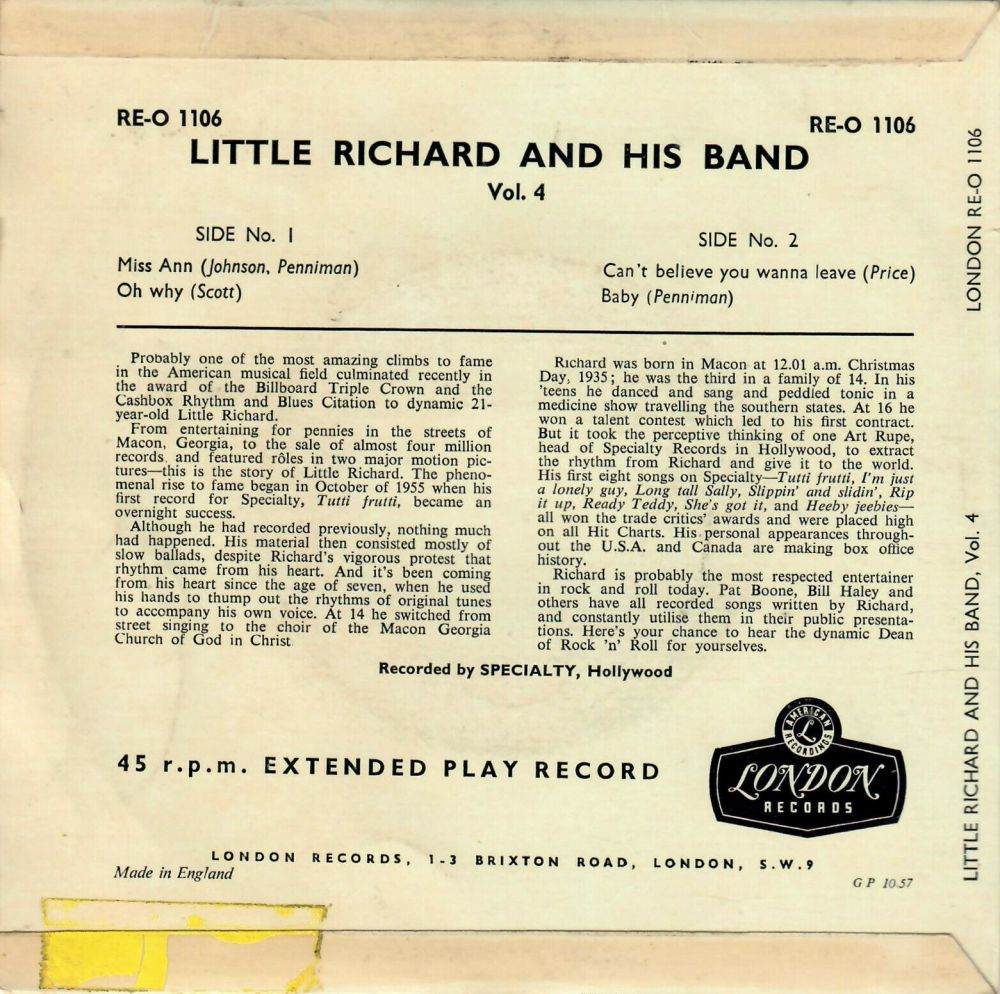 RE-O 1106
RE-O 1106
LITTLE RICHARD AND HIS BAND
Vol. 4
SIDE No. 1
Miss Ann (Johnson, Penniman)
Oh why (Scott)
SIDE No. 2
Can't believe you wanna leave (Price)
Baby (Penniman)
Probably one of the most amazing climbs to fame
in the American musical field culminated recently in
the award of the Billboard Triple Crown and the
Cashbox Rhythm and Blues Citation to dynamic 21-
year-old Little Richard.
From entertaining for pennies in the streets of
Macon, Georgia, to the sale of almost four million
records and featured rôles in two major motion pic-
tures—this is the story of Little Richard. The pheno-
menal rise to fame began in October of 1955 when his
first record for Specialty, Tutti frutti, became an
overnight success.
Although he had recorded previously, nothing much
had happened. His material then consisted mostly of
slow ballads, despite Richard's vigorous protest that
rhythm came from his heart. And it's been coming
from his heart since the age of seven, when he used
his hands to thump out the rhythms of original tunes
to accompany his own voice. At 14 he switched from
street singing to the choir of the Macon Georgia
Church of God in Christ
Richard was born in Macon at 12.01 a.m. Christmas
Day, 1935; he was the third in a family of 14. In his
'teens he danced and sang and peddled tonic in a
medicine show travelling the southern states. At 16 he
won a talent contest which led to his first contract.
But it took the perceptive thinking of one Art Rupe,
head of Specialty Records in Hollywood, to extract
the rhythm from Richard and give it to the world.
His first eight songs on Specialty—Tutti frutti, I'm just
a lonely guy, Long tall Sally, Slippin' and slidin', Rip
it up, Ready Teddy, She's got it, and Heeby jeebies—
all won the trade critics' awards and were placed high
on all Hit Charts. His personal appearances through-
out the U.S.A. and Canada are making box office
history.
Richard is probably the most respected entertainer
in rock and roll today. Pat Boone, Bill Haley and
others have all recorded songs written by Richard,
and constantly utilise them in their public presenta-
tions. Here's your chance to hear the dynamic Dean
of Rock 'n' Roll for yourselves.
Recorded by SPECIALTY, Hollywood
45 r.p.m. EXTENDED PLAY RECORD
AMERICAN
L
RECORDINGS
LONDON
RECORDS
LONDON RECORDS, 1-3 BRIXTON ROAD, LONDON, S.W.9
Made in England
GP 10.57
LONDON RE-O 1106
LITTLE RICHARD AND HIS BAND, Vol. 4